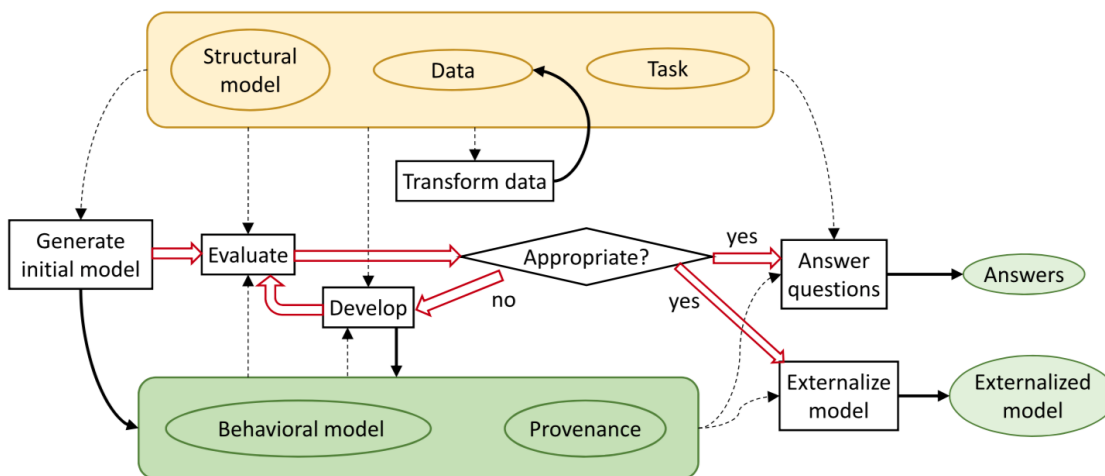 Structural
model
Data
Task
Transform data
Generate
initial model
Evaluate
Appropriate?
yes
Answer
questions
Answers
Develop
no
yes
Externalize
model
Externalized
model
Behavioral model
Provenance